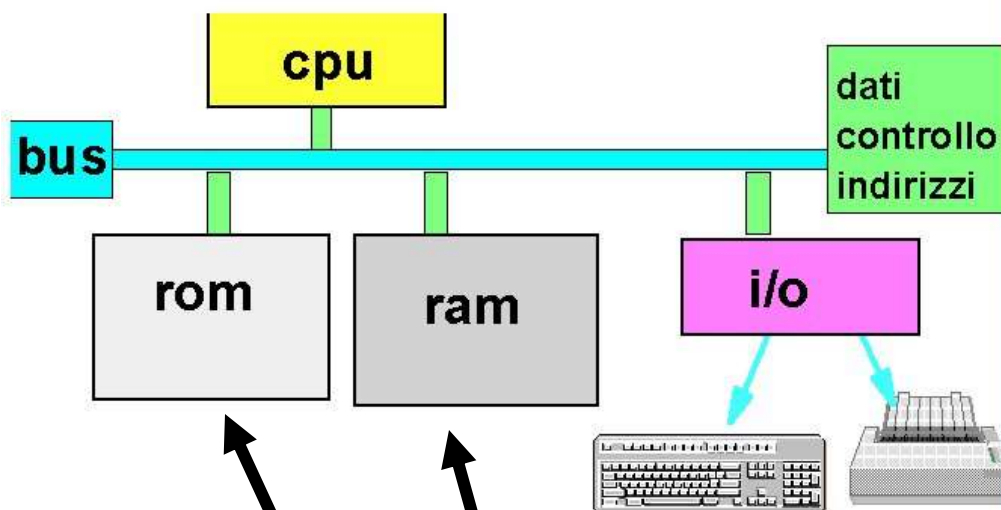 cpu
bus
dati
controllo
indirizzi
rom
ram
i/o